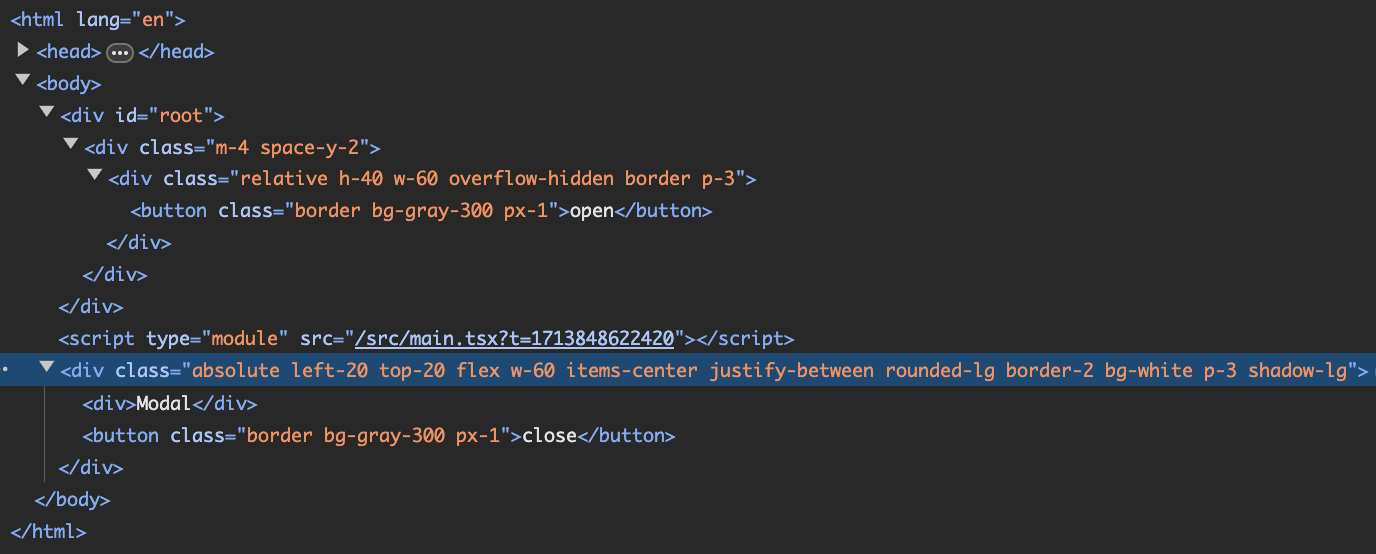 <html lang="en">
<head>…</head>
<body>
<div id="root">
<div class="m-4 space-y-2">
<div class="relative h-40 w-60 overflow-hidden border p-3">
<button class="border bg-gray-300 px-1">open</button>
</div>
</div>
</div>
<script type="module" src="/src/main.tsx?t=1713848622420"></script>
<div class="absolute left-20 top-20 flex w-60 items-center justify-between rounded-lg border-2 bg-white p-3 shadow-lg">
<div>Modal</div>
<button class="border bg-gray-300 px-1">close</button>
</div>
</body>
</html>